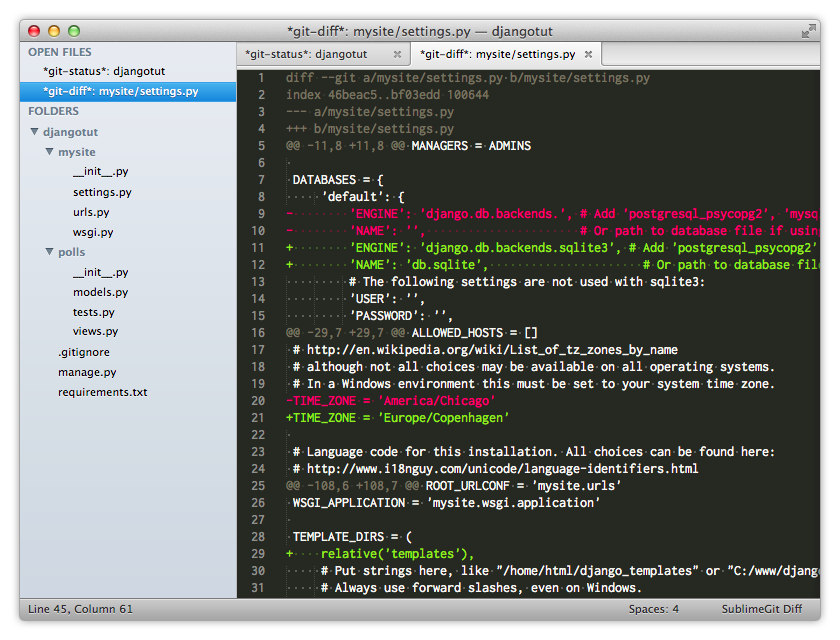 *git-diff*: mysite/settings.py — djangotut
OPEN FILES
*git-status*: djangotut
*git-diff*: mysite/settings.py
FOLDERS
djangotut
mysite
__init__.py
settings.py
urls.py
wsgi.py
polls
__init__.py
models.py
tests.py
views.py
.gitignore
manage.py
requirements.txt
*git-status*: djangotut
*git-diff*: mysite/settings.py
1 diff --git a/mysite/settings.py b/mysite/settings.py
2 index 46beac5..bf03edd 100644
3 --- a/mysite/settings.py
4 +++ b/mysite/settings.py
5 @@ -11,8 +11,8 @@ MANAGERS = ADMINS
6
7 DATABASES = {
8 'default': {
9 - 'ENGINE': 'django.db.backends.', # Add 'postgresql_psycopg2', 'mysq
10 - 'NAME': '', # Or path to database file if usin
11 + 'ENGINE': 'django.db.backends.sqlite3', # Add 'postgresql_psycopg2'
12 + 'NAME': 'db.sqlite', # Or path to database fil
13 # The following settings are not used with sqlite3:
14 'USER': '',
15 'PASSWORD': '',
16 @@ -29,7 +29,7 @@ ALLOWED_HOSTS = []
17 # http://en.wikipedia.org/wiki/List_of_tz_zones_by_name
18 # although not all choices may be available on all operating systems.
19 # In a Windows environment this must be set to your system time zone.
20 -TIME_ZONE = 'America/Chicago'
21 +TIME_ZONE = 'Europe/Copenhagen'
22
23 # Language code for this installation. All choices can be found here:
24 # http://www.i18nguy.com/unicode/language-identifiers.html
25 @@ -108,6 +108,7 @@ ROOT_URLCONF = 'mysite.urls'
26 WSGI_APPLICATION = 'mysite.wsgi.application'
27
28 TEMPLATE_DIRS = (
29 + relative('templates'),
30 # Put strings here, like "/home/html/django_templates" or "C:/www/djang
31 # Always use forward slashes, even on Windows.
Line 45, Column 61
Spaces: 4
SublimeGit Diff